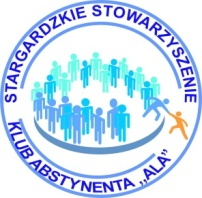 STARGARDZKIE STOWARZYSZENIE
KLUB ABSTYNENTA „ALA”